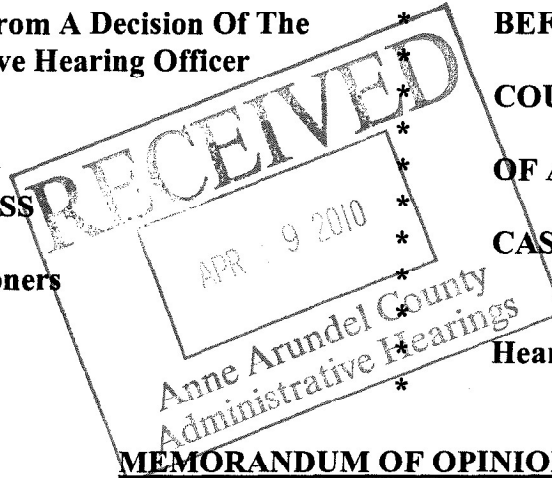 rom A Decision Of The * BEF
ve Hearing Officer *
* COU
RECEIVED *
* OF A
SS *
APR 9 2010 * CAS
oners *
Anne Arundel County *
Administrative Hearings * Hear
*
MEMORANDUM OF OPINION